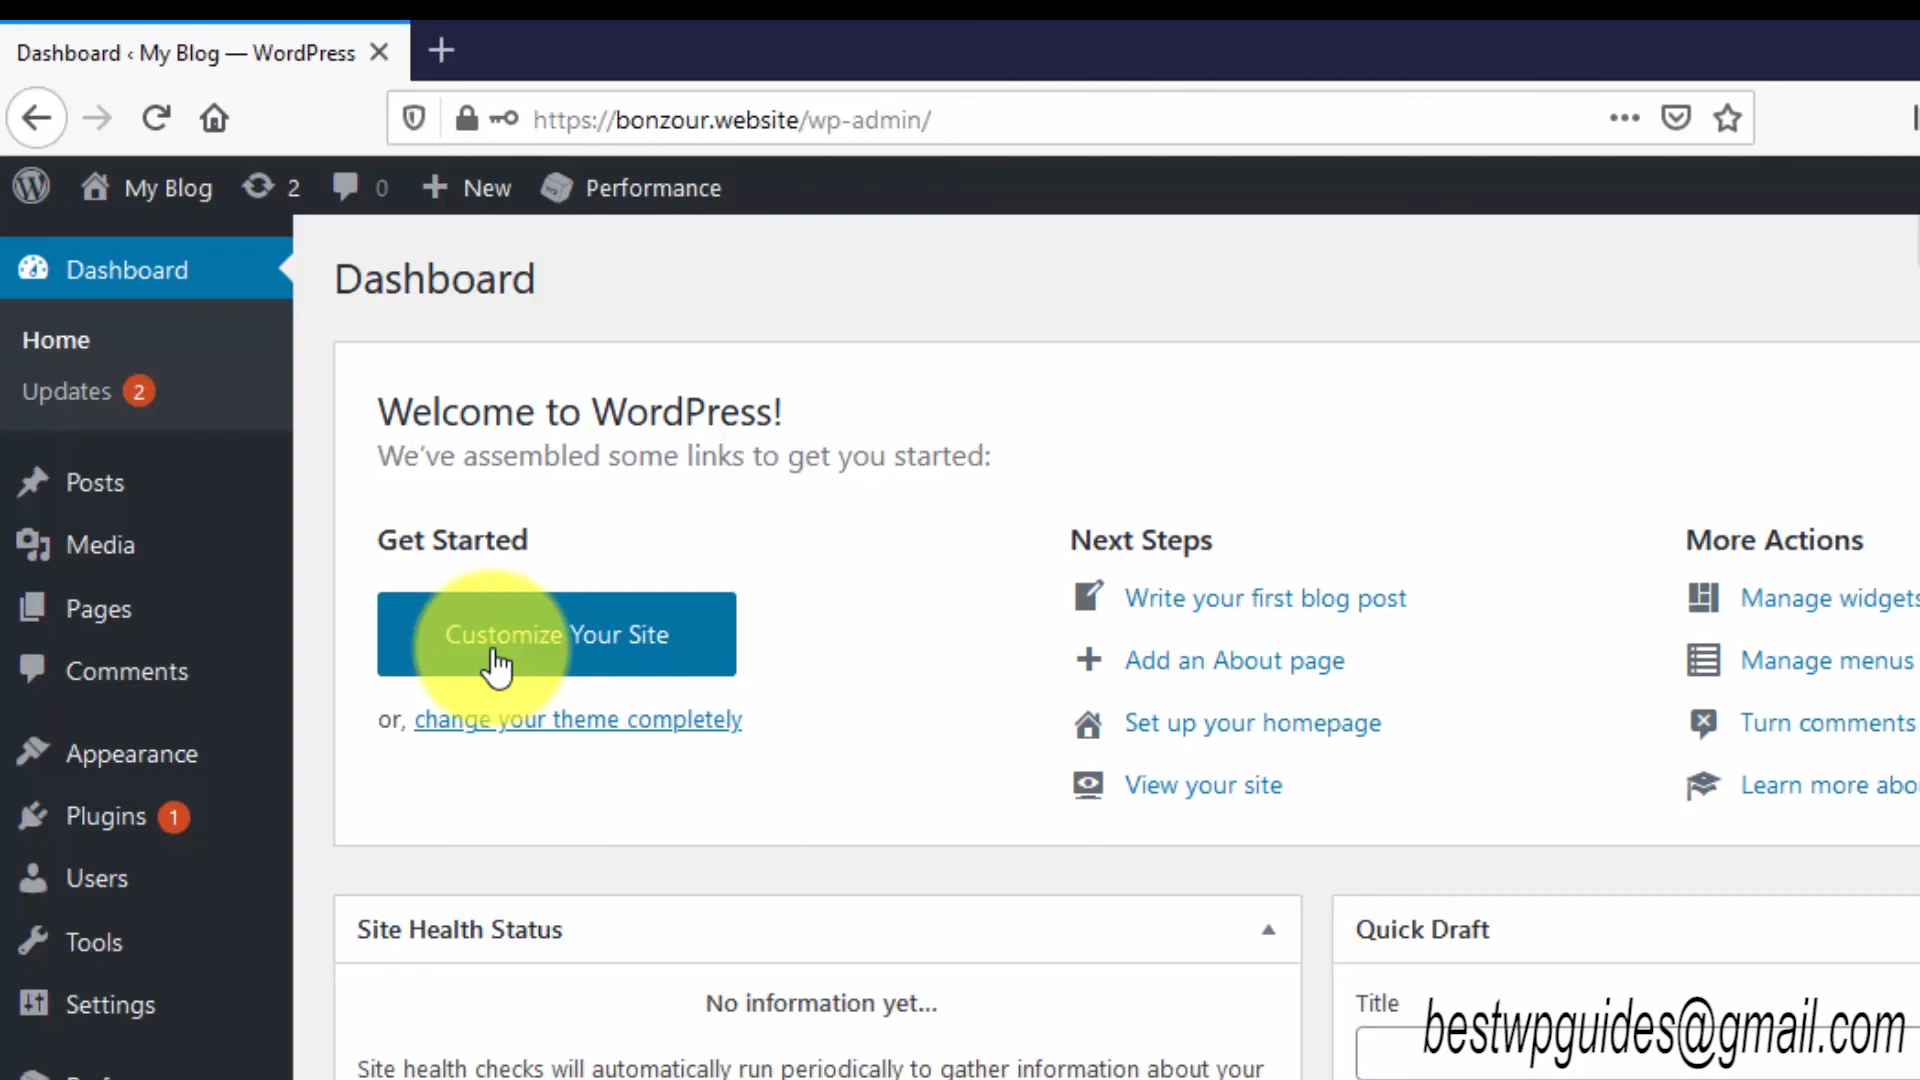 Dashboard ‹ My Blog — WordPress
https://bonzour.website/wp-admin/
My Blog 2 0 New Performance
Dashboard
Home
Updates 2
Posts
Media
Pages
Comments
Appearance
Plugins 1
Users
Tools
Settings
Dashboard
Welcome to WordPress!
We've assembled some links to get you started:
Get Started
Customize Your Site
or, change your theme completely
Next Steps
Write your first blog post
Add an About page
Set up your homepage
View your site
More Actions
Manage widgets
Manage menus
Turn comments
Learn more abo
Site Health Status
No information yet...
Site health checks will automatically run periodically to gather information about your
Quick Draft
Title
bestwpguides@gmail.com